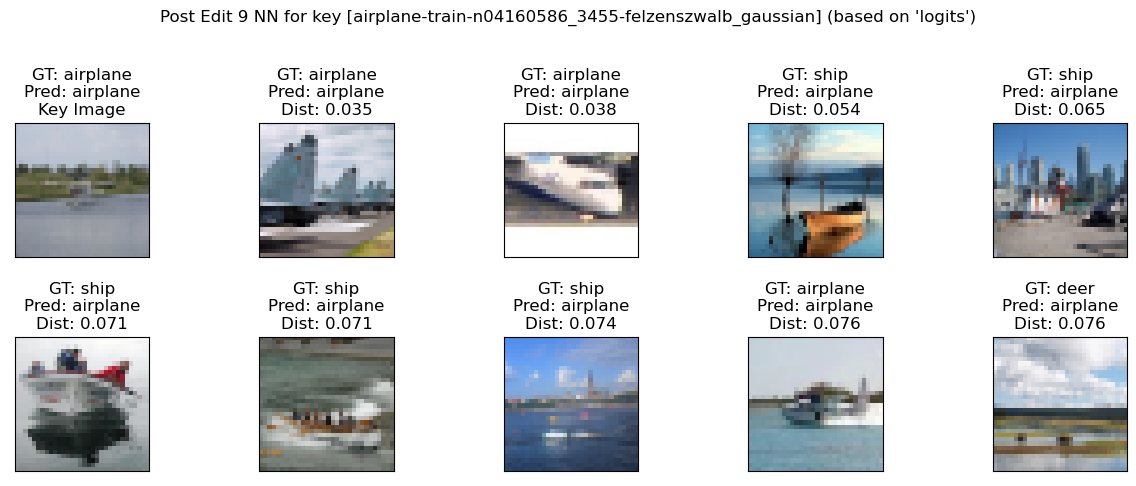 Post Edit 9 NN for key [airplane-train-n04160586_3455-felzenszwalb_gaussian] (based on 'logits')
GT: airplane
Pred: airplane
Key Image
GT: airplane
Pred: airplane
Dist: 0.035
GT: airplane
Pred: airplane
Dist: 0.038
GT: ship
Pred: airplane
Dist: 0.054
GT: ship
Pred: airplane
Dist: 0.065
GT: ship
Pred: airplane
Dist: 0.071
GT: ship
Pred: airplane
Dist: 0.071
GT: ship
Pred: airplane
Dist: 0.074
GT: airplane
Pred: airplane
Dist: 0.076
GT: deer
Pred: airplane
Dist: 0.076